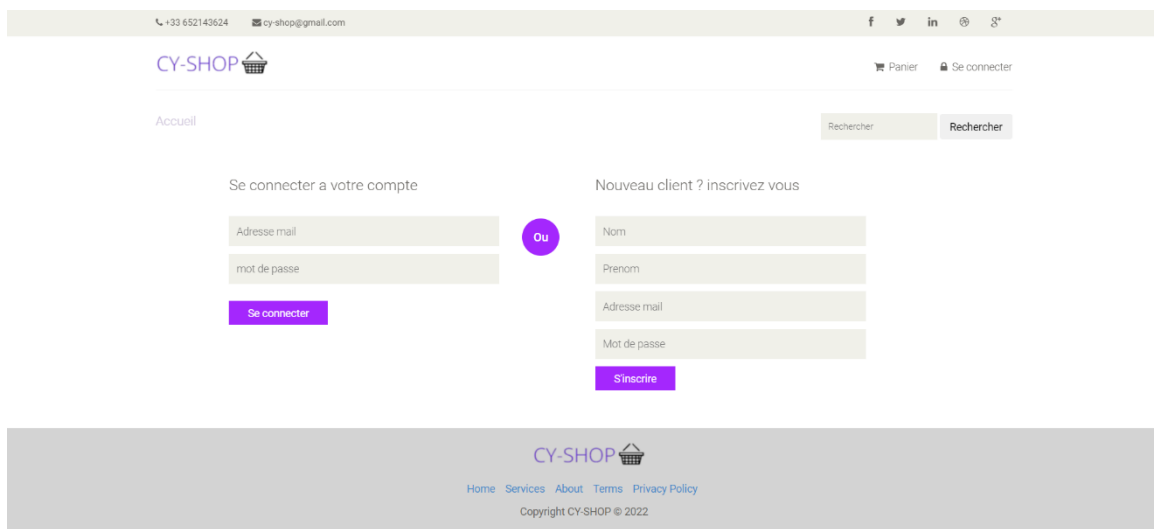 +33 652143624 cy-shop@gmail.com
CY-SHOP
Panier Se connecter
Accueil
Rechercher Rechercher
Se connecter a votre compte
Adresse mail
mot de passe
Se connecter
Ou
Nouveau client ? inscrivez vous
Nom
Prenom
Adresse mail
Mot de passe
S'inscrire
CY-SHOP
Home Services About Terms Privacy Policy
Copyright CY-SHOP © 2022